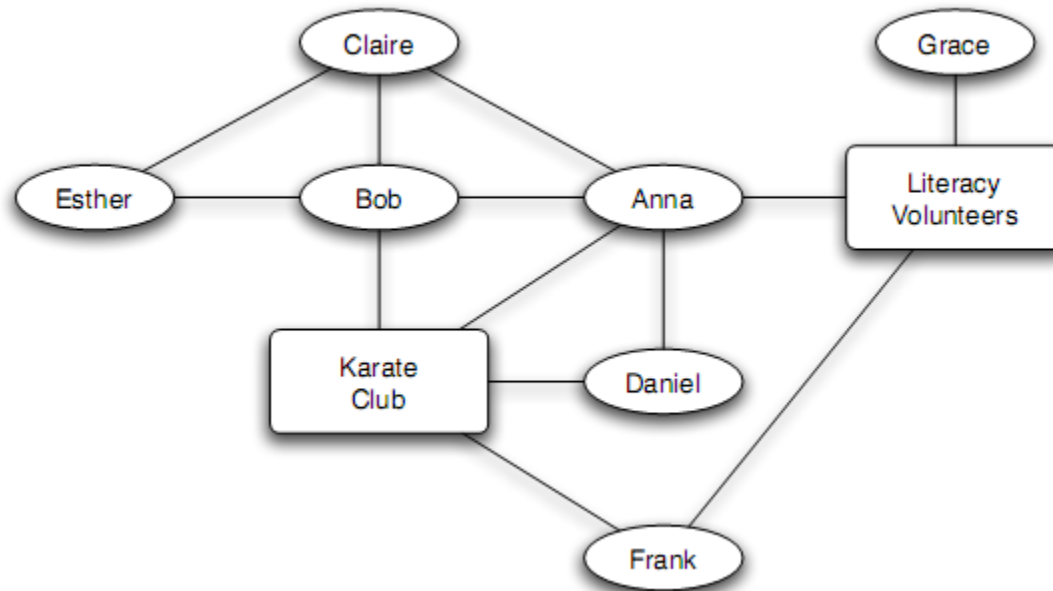 Claire
Grace
Esther
Bob
Anna
Literacy
Volunteers
Karate
Club
Daniel
Frank